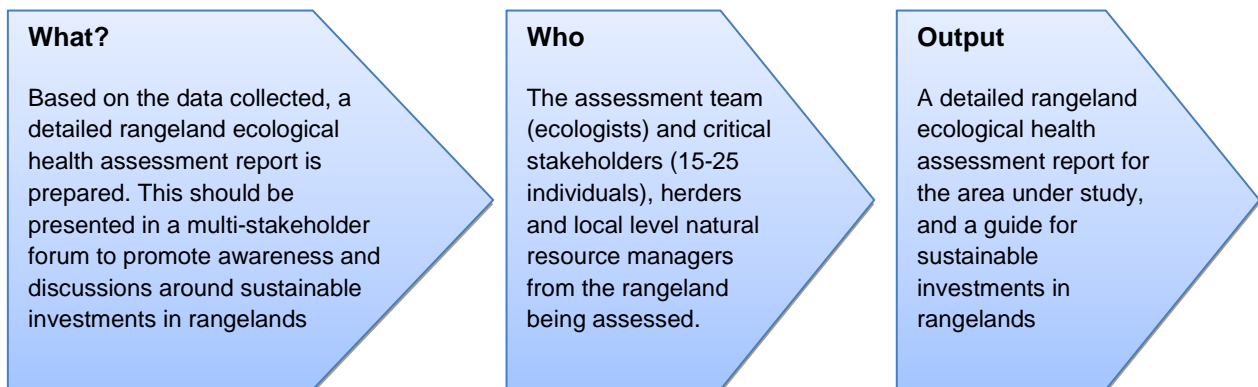 What?
Based on the data collected, a
detailed rangeland ecological
health assessment report is
prepared. This should be
presented in a multi-stakeholder
forum to promote awareness and
discussions around sustainable
investments in rangelands
Who
The assessment team
(ecologists) and critical
stakeholders (15-25
individuals), herders
and local level natural
resource managers
from the rangeland
being assessed.
Output
A detailed rangeland
ecological health
assessment report for
the area under study,
and a guide for
sustainable
investments in
rangelands